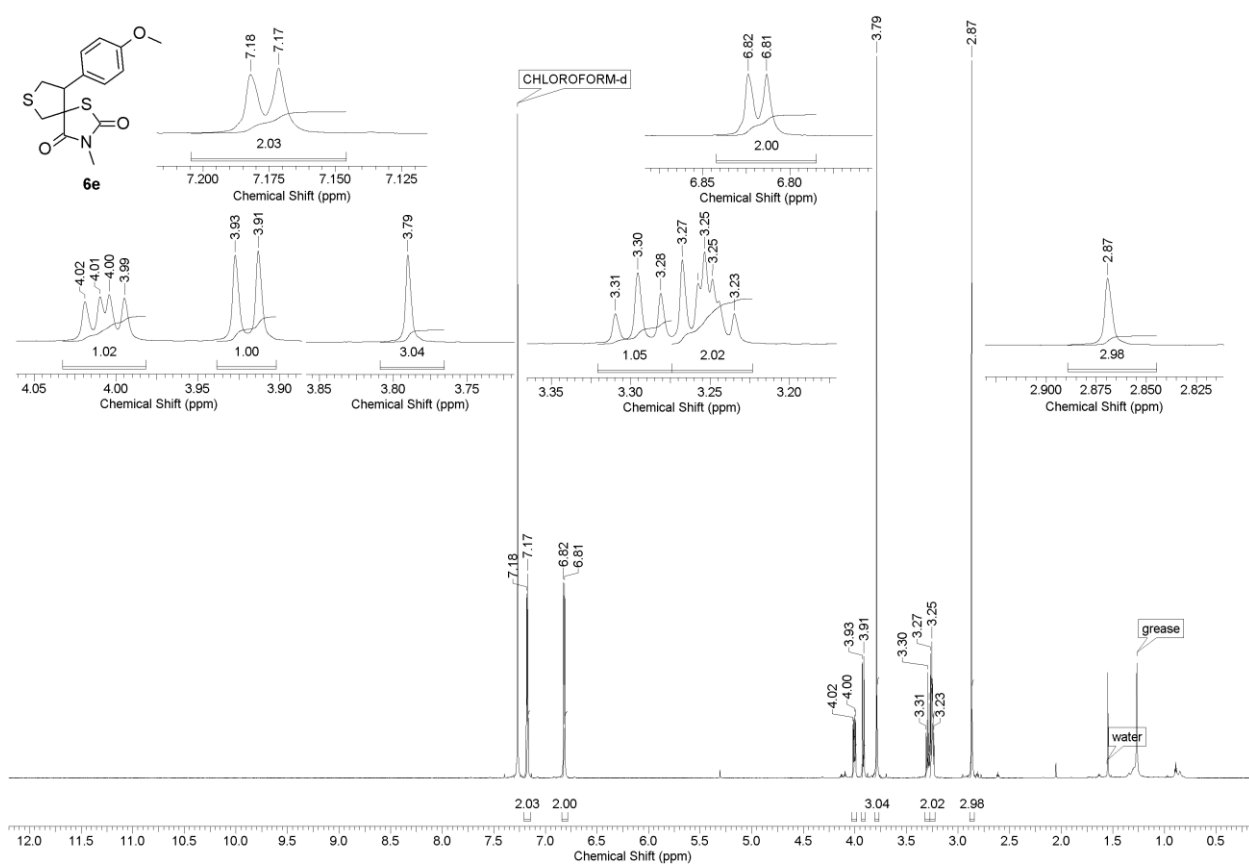 O
S
S
O
O
N
6e
7.18
7.17
2.03
7.200 7.175 7.150 7.125
Chemical Shift (ppm)
CHLOROFORM-d
6.82
6.81
2.00
6.85 6.80
Chemical Shift (ppm)
3.79
2.87
4.02
4.01
4.00
3.99
1.02
4.05 4.00
3.93
3.91
1.00
3.95 3.90
Chemical Shift (ppm)
3.79
3.04
3.85 3.80 3.75
Chemical Shift (ppm)
3.31
3.30
3.28
3.27
3.25
3.25
3.23
1.05 2.02
3.35 3.30 3.25 3.20
Chemical Shift (ppm)
2.87
2.98
2.900 2.875 2.850 2.825
Chemical Shift (ppm)
7.18
7.17
6.82
6.81
4.02
4.00
3.93
3.91
3.31
3.30
3.27
3.25
3.23
water
grease
2.03 2.00 3.04 2.02 2.98
12.0 11.5 11.0 10.5 10.0 9.5 9.0 8.5 8.0 7.5 7.0 6.5 6.0 5.5 5.0 4.5 4.0 3.5 3.0 2.5 2.0 1.5 1.0 0.5
Chemical Shift (ppm)